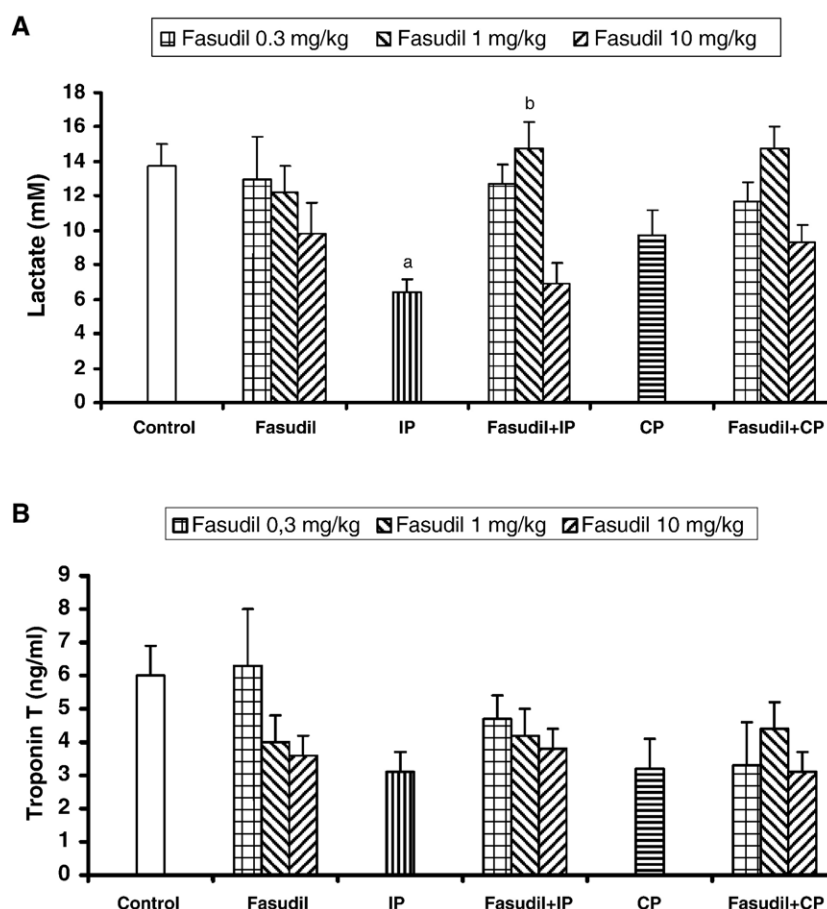 A
Fasudil 0.3 mg/kg Fasudil 1 mg/kg Fasudil 10 mg/kg
Lactate (mM)
18
16
14
12
10
8
6
4
2
0
a
b
Control Fasudil IP Fasudil+IP CP Fasudil+CP
B
Fasudil 0,3 mg/kg Fasudil 1 mg/kg Fasudil 10 mg/kg
Troponin T (ng/ml)
9
8
7
6
5
4
3
2
1
0
Control Fasudil IP Fasudil+IP CP Fasudil+CP